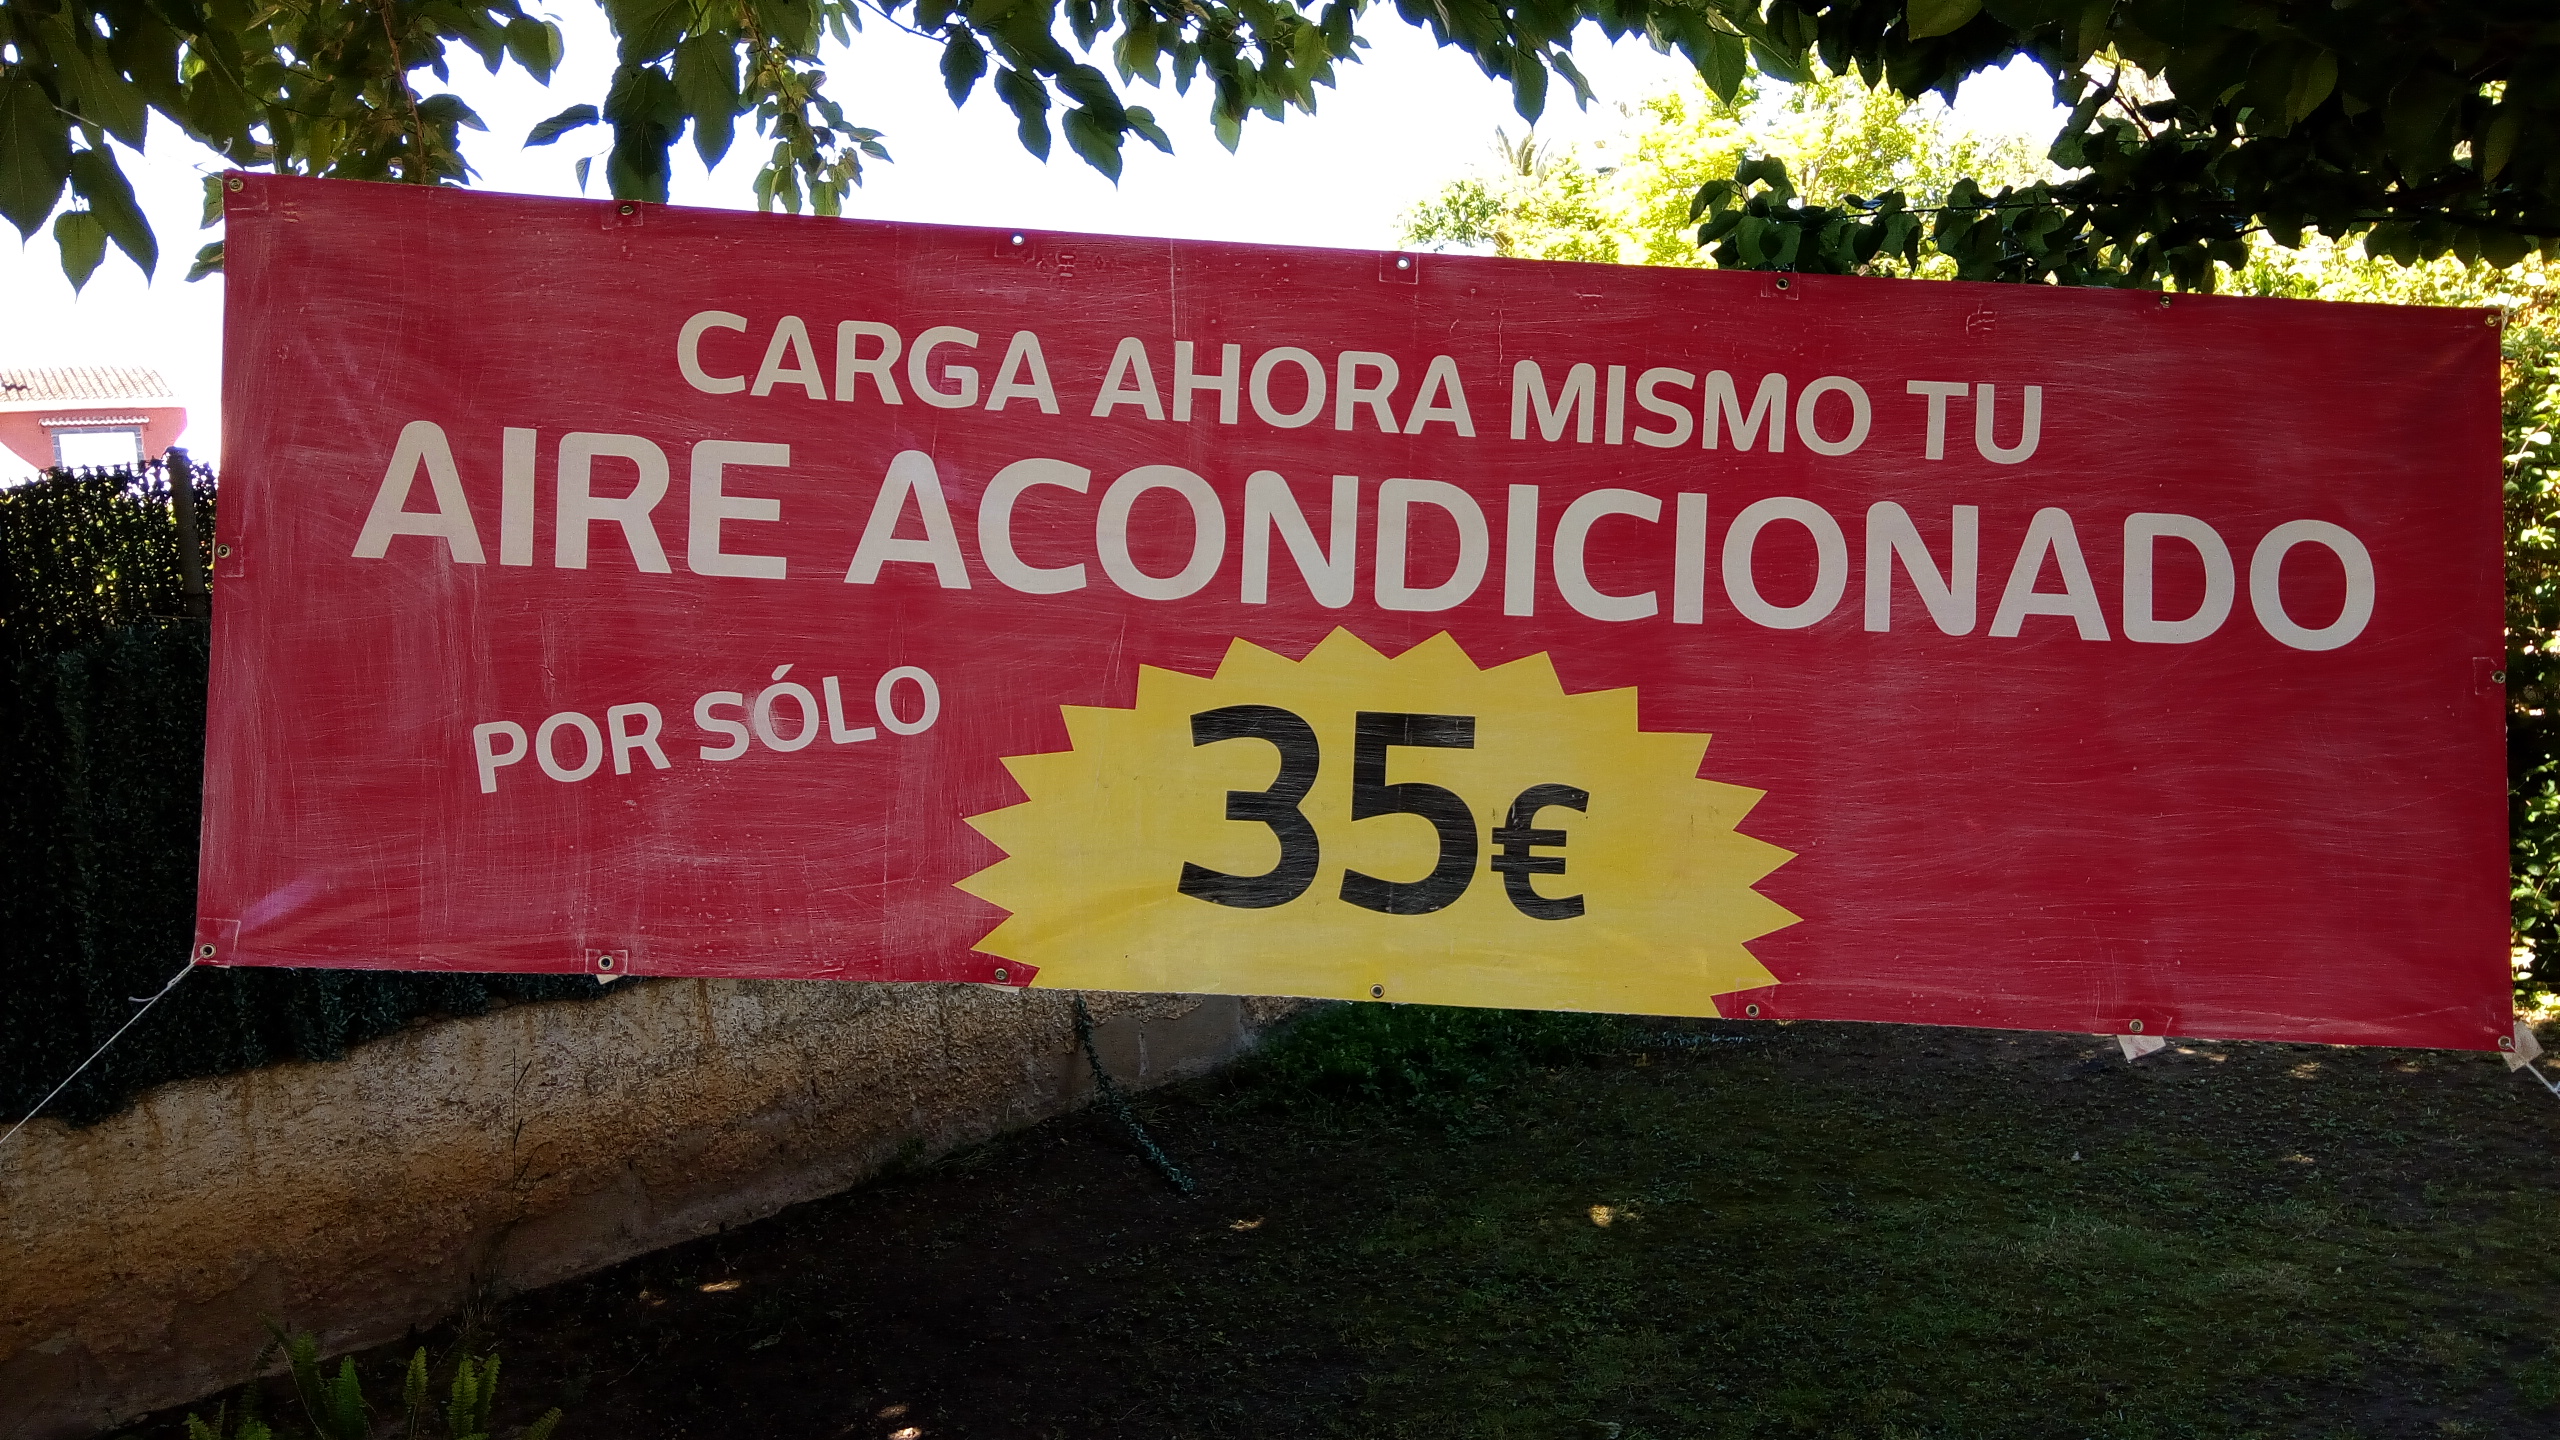 CARGA AHORA MISMO TU
AIRE ACONDICIONADO
POR SÓLO
35€